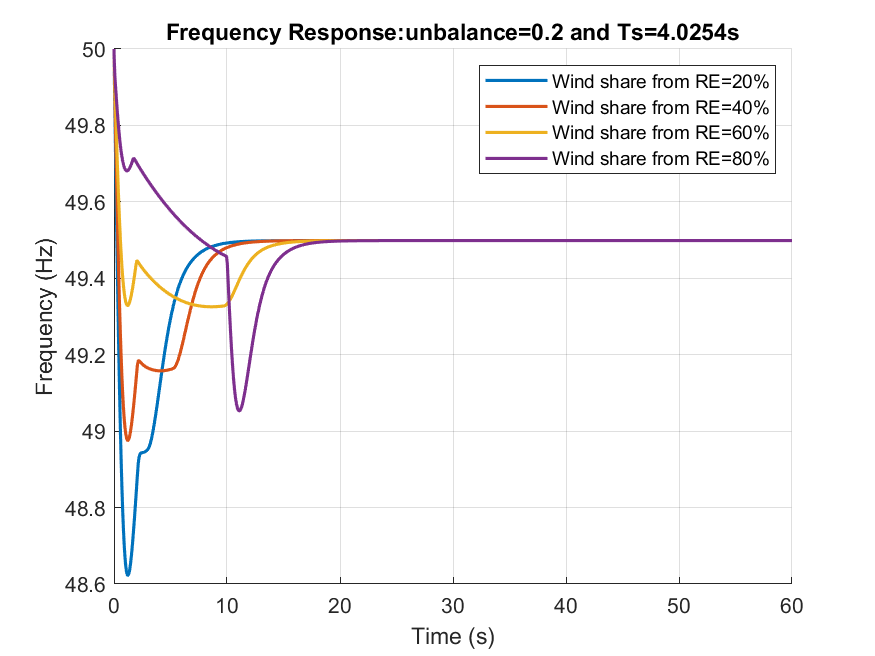 Frequency Response:unbalance=0.2 and Ts=4.0254s
50
49.8
49.6
49.4
49.2
49
48.8
48.6
Frequency (Hz)
Wind share from RE=20%
Wind share from RE=40%
Wind share from RE=60%
Wind share from RE=80%
0 10 20 30 40 50 60
Time (s)